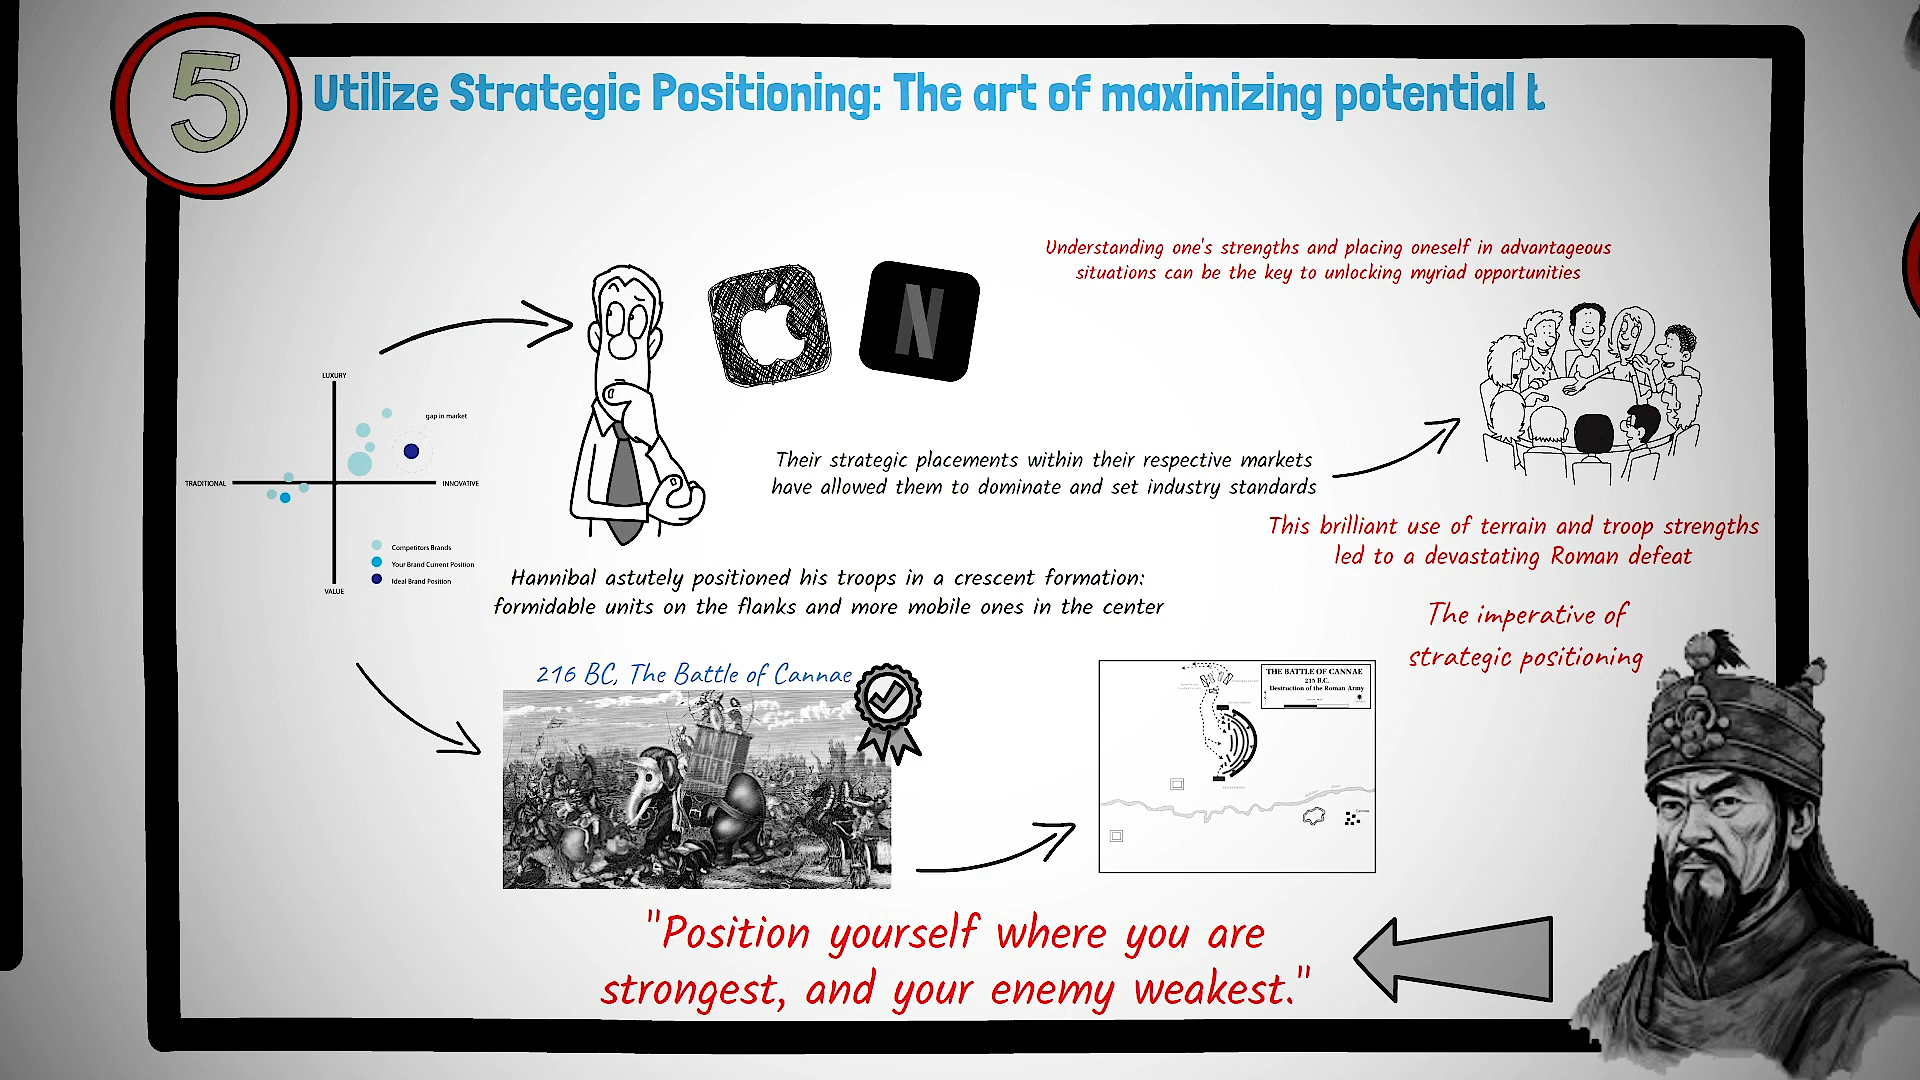 5
Utilize Strategic Positioning: The art of maximizing potential t
Understanding one's strengths and placing oneself in advantageous
situations can be the key to unlocking myriad opportunities
N
LUXURY
gap in market
TRADITIONAL
INNOVATIVE
Competitors Brands
Your Brand Current Position
Ideal Brand Position
VALUE
Their strategic placements within their respective markets
have allowed them to dominate and set industry standards
This brilliant use of terrain and troop strengths
led to a devastating Roman defeat
Hannibal astutely positioned his troops in a crescent formation:
formidable units on the flanks and more mobile ones in the center
The imperative of
strategic positioning
216 BC, The Battle of Cannae
THE BATTLE OF CANNAE
215 B.C.
Destruction of the Roman Army
Cannae
"Position yourself where you are
strongest, and your enemy weakest."